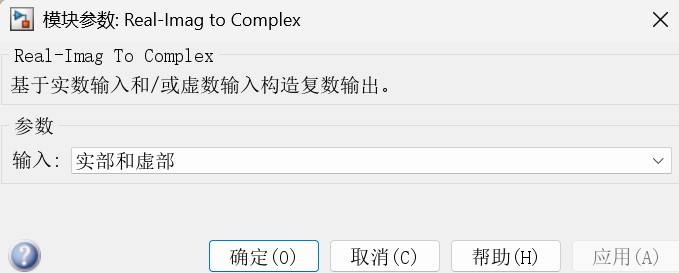 模块参数: Real-Imag to Complex
Real-Imag To Complex
基于实数输入和/或虚数输入构造复数输出。
参数
输入: 实部和虚部
确定(O) 取消(C) 帮助(H) 应用(A)